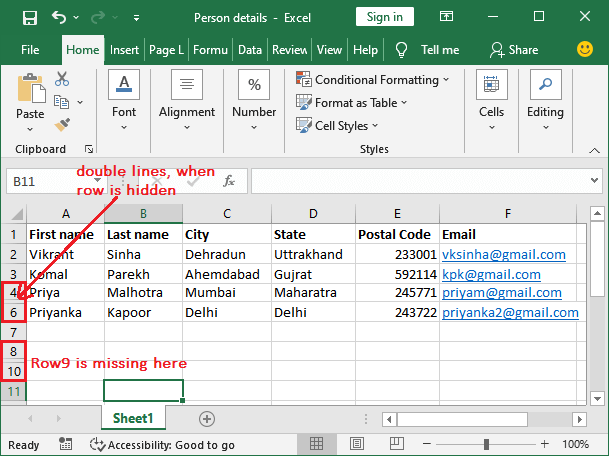 Person details - Excel
Sign in
File Home Insert Page L Formu Data Review View Help Tell me Share
Paste
Font
Alignment
%
Number
Conditional Formatting
Format as Table
Cell Styles
Cells
Editing
Clipboard
Styles
double lines, when
row is hidden
B11
fx
A B C D E F
1 First name Last name City State Postal Code Email
2 Vikrant Sinha Dehradun Uttrakhand 233001 vksinha@gmail.com
3 Komal Parekh Ahemdabad Gujrat 592114 kpk@gmail.com
4 Priya Malhotra Mumbai Maharatra 245771 priyam@gmail.com
6 Priyanka Kapoor Delhi Delhi 243722 priyanka2@gmail.com
7
8
Row9 is missing here
10
11
Sheet1
Ready Accessibility: Good to go 100%